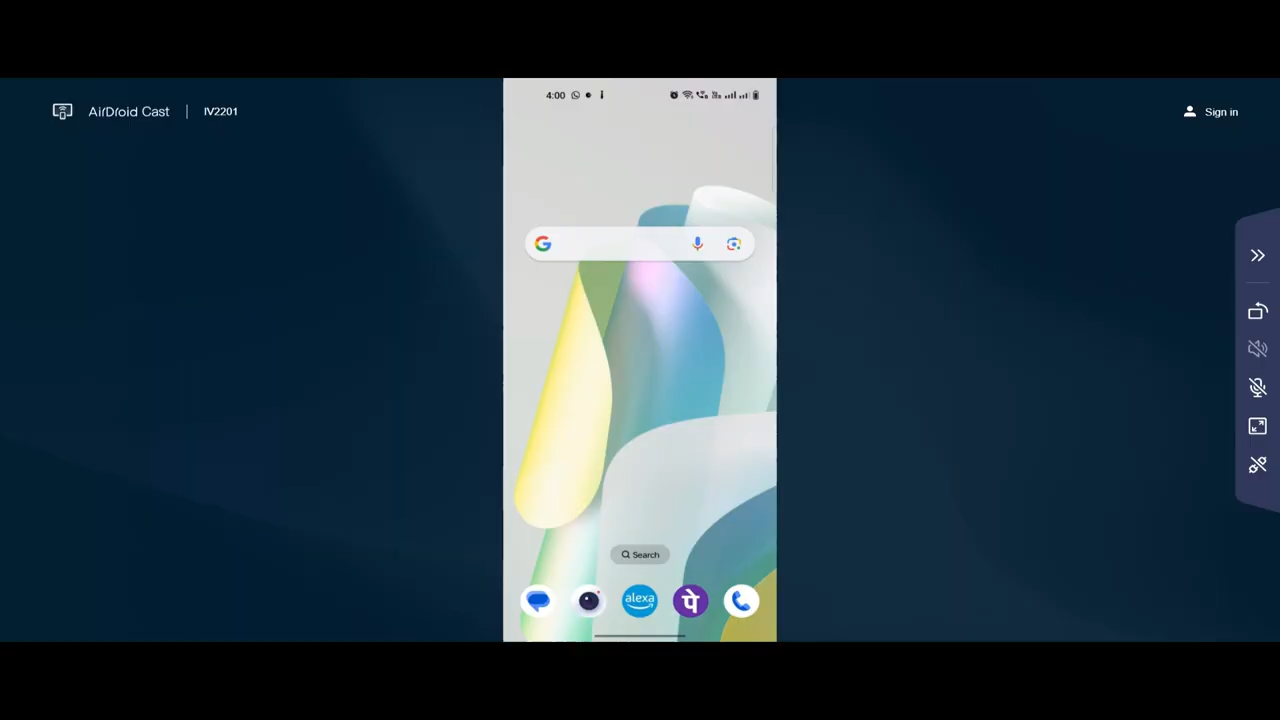 AirDroid Cast | IV2201
Sign in
4:00
Search
alexa
पे